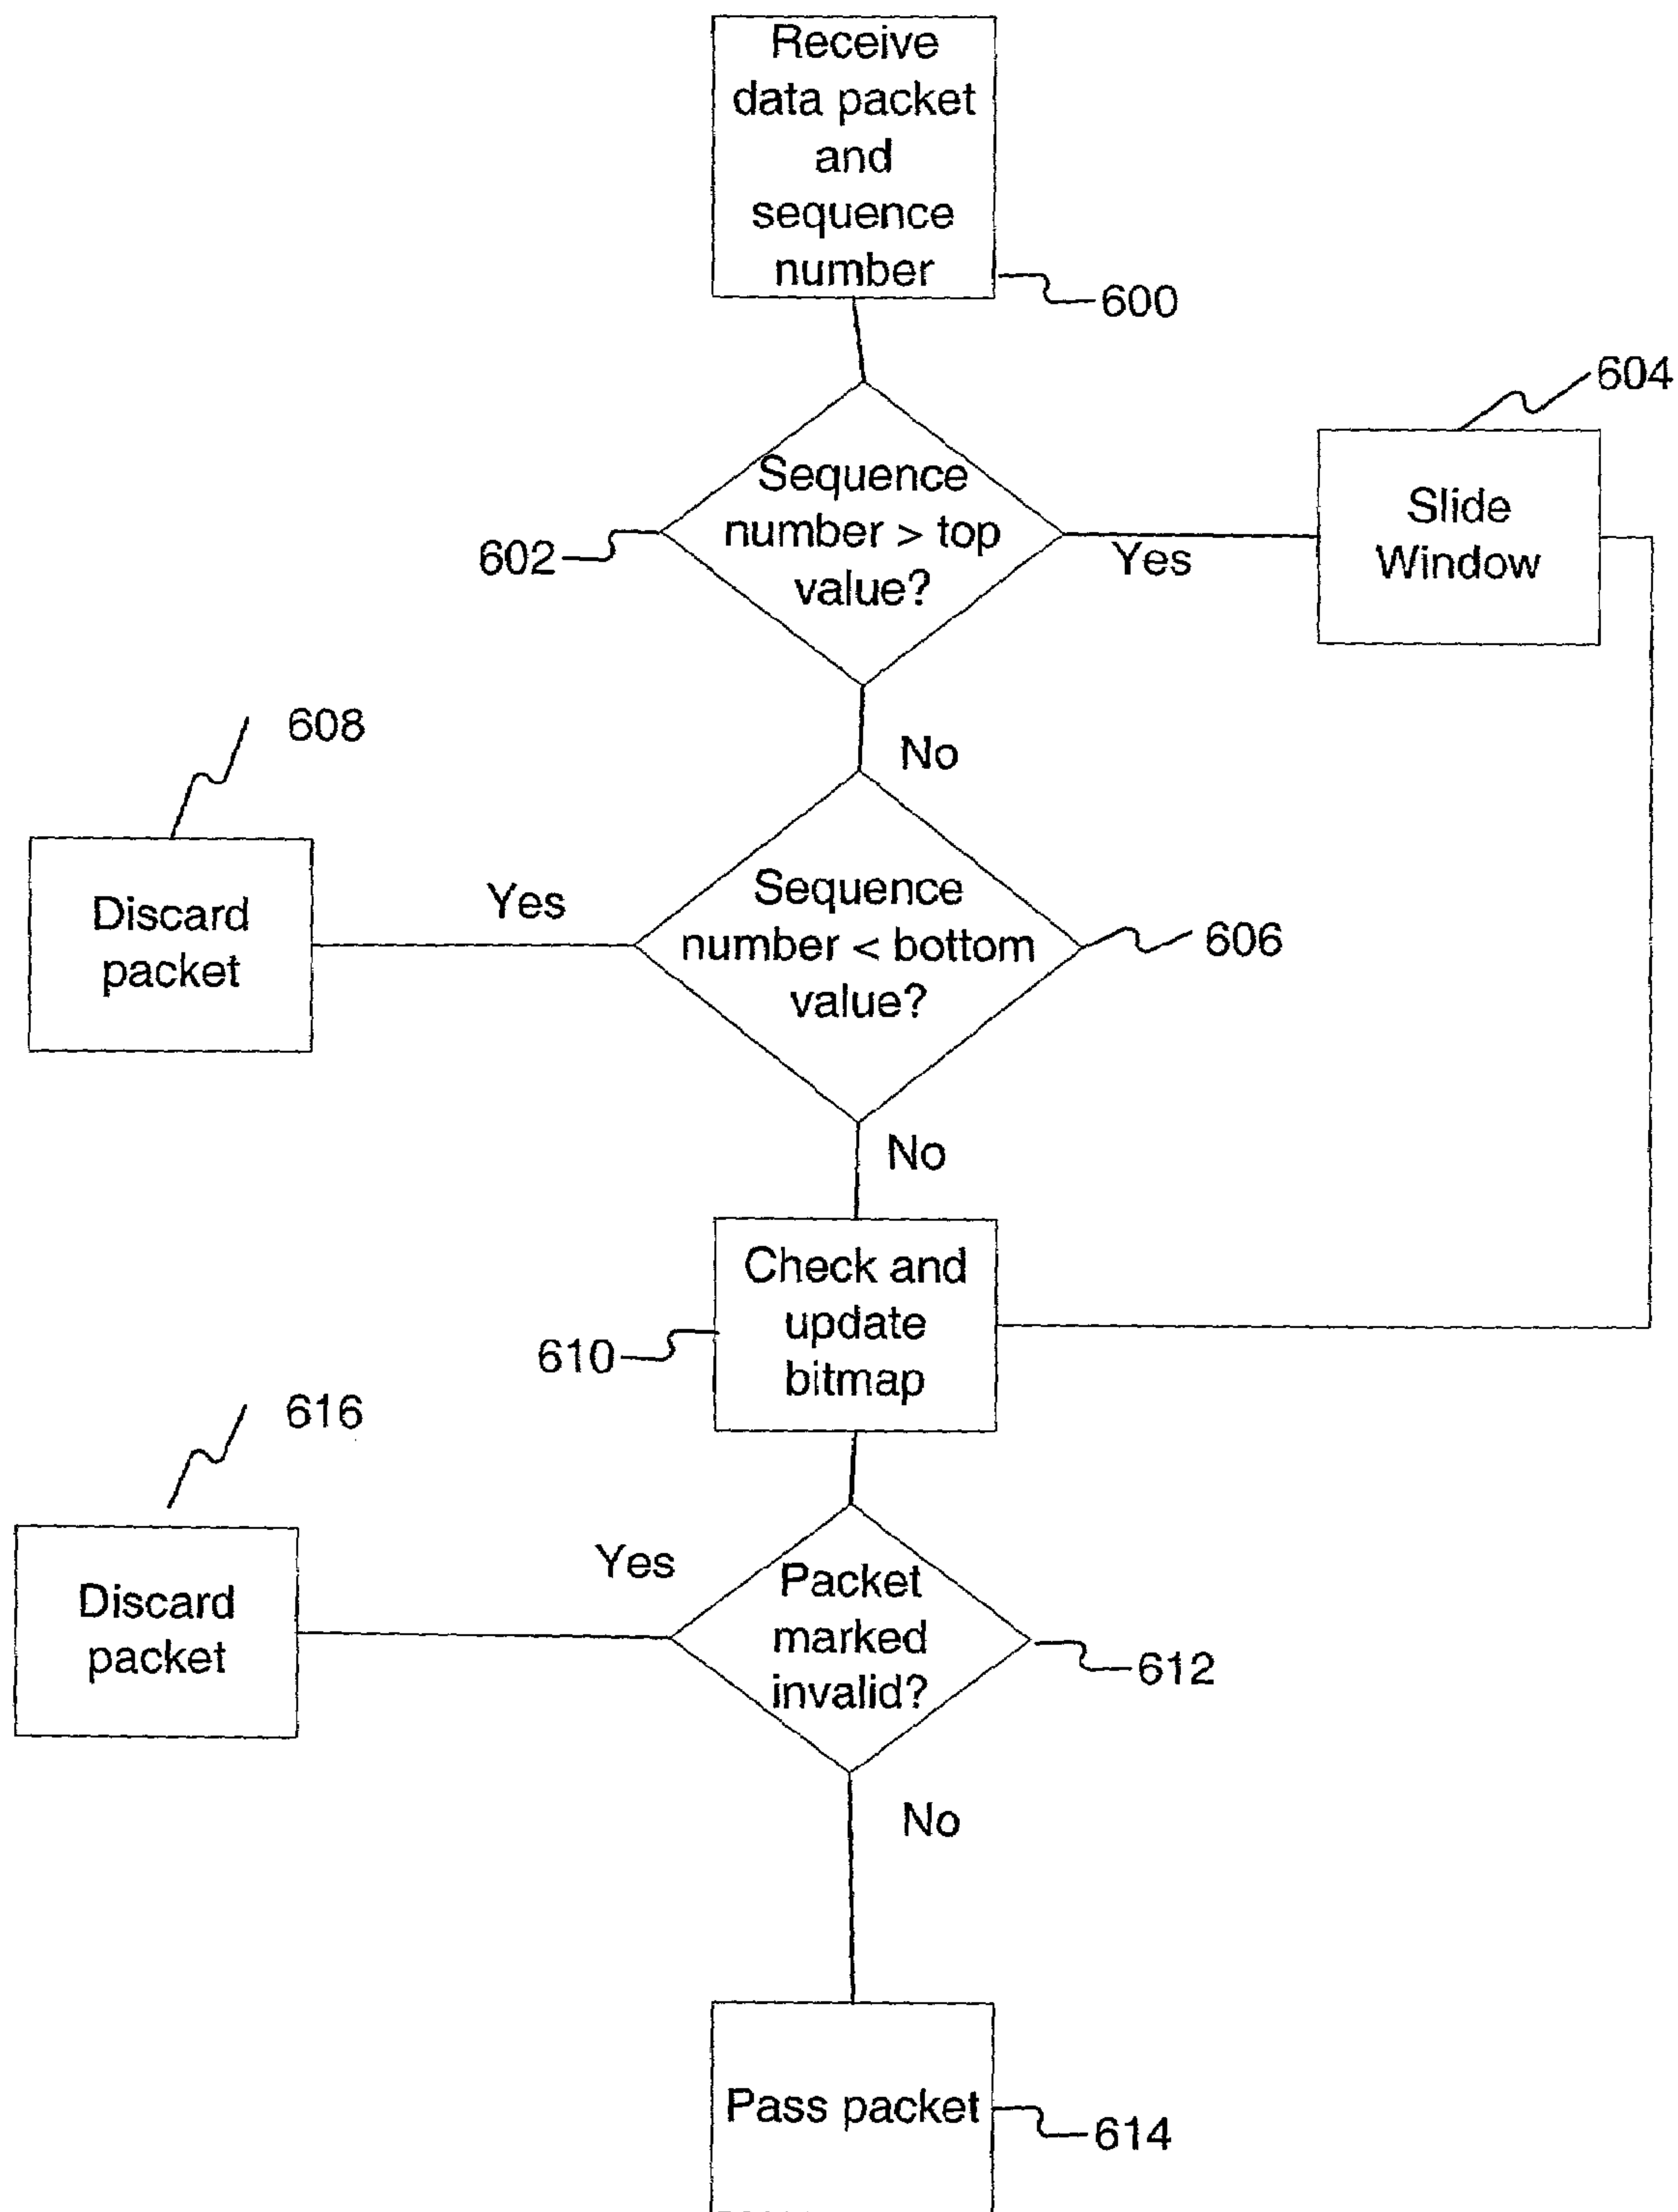 Receive
data packet
and
sequence
number
600
604
Sequence
number > top
value?
602
Yes
Slide
Window
608
No
Discard
packet
Yes
Sequence
number < bottom
value?
606
No
Check and
update
bitmap
610
616
Discard
packet
Yes
Packet
marked
invalid?
612
No
Pass packet
614